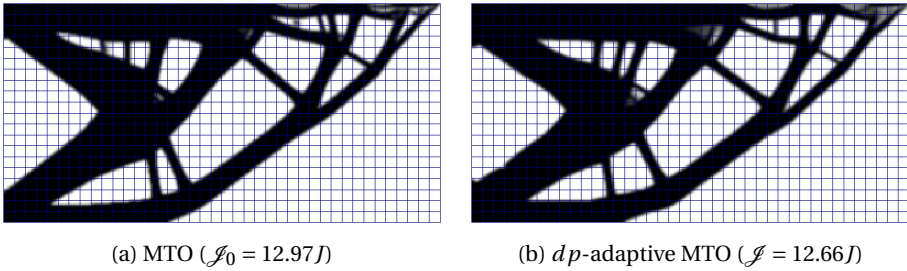 (a) MTO (𝒥₀ = 12.97J)
(b) dp-adaptive MTO (𝒥 = 12.66J)